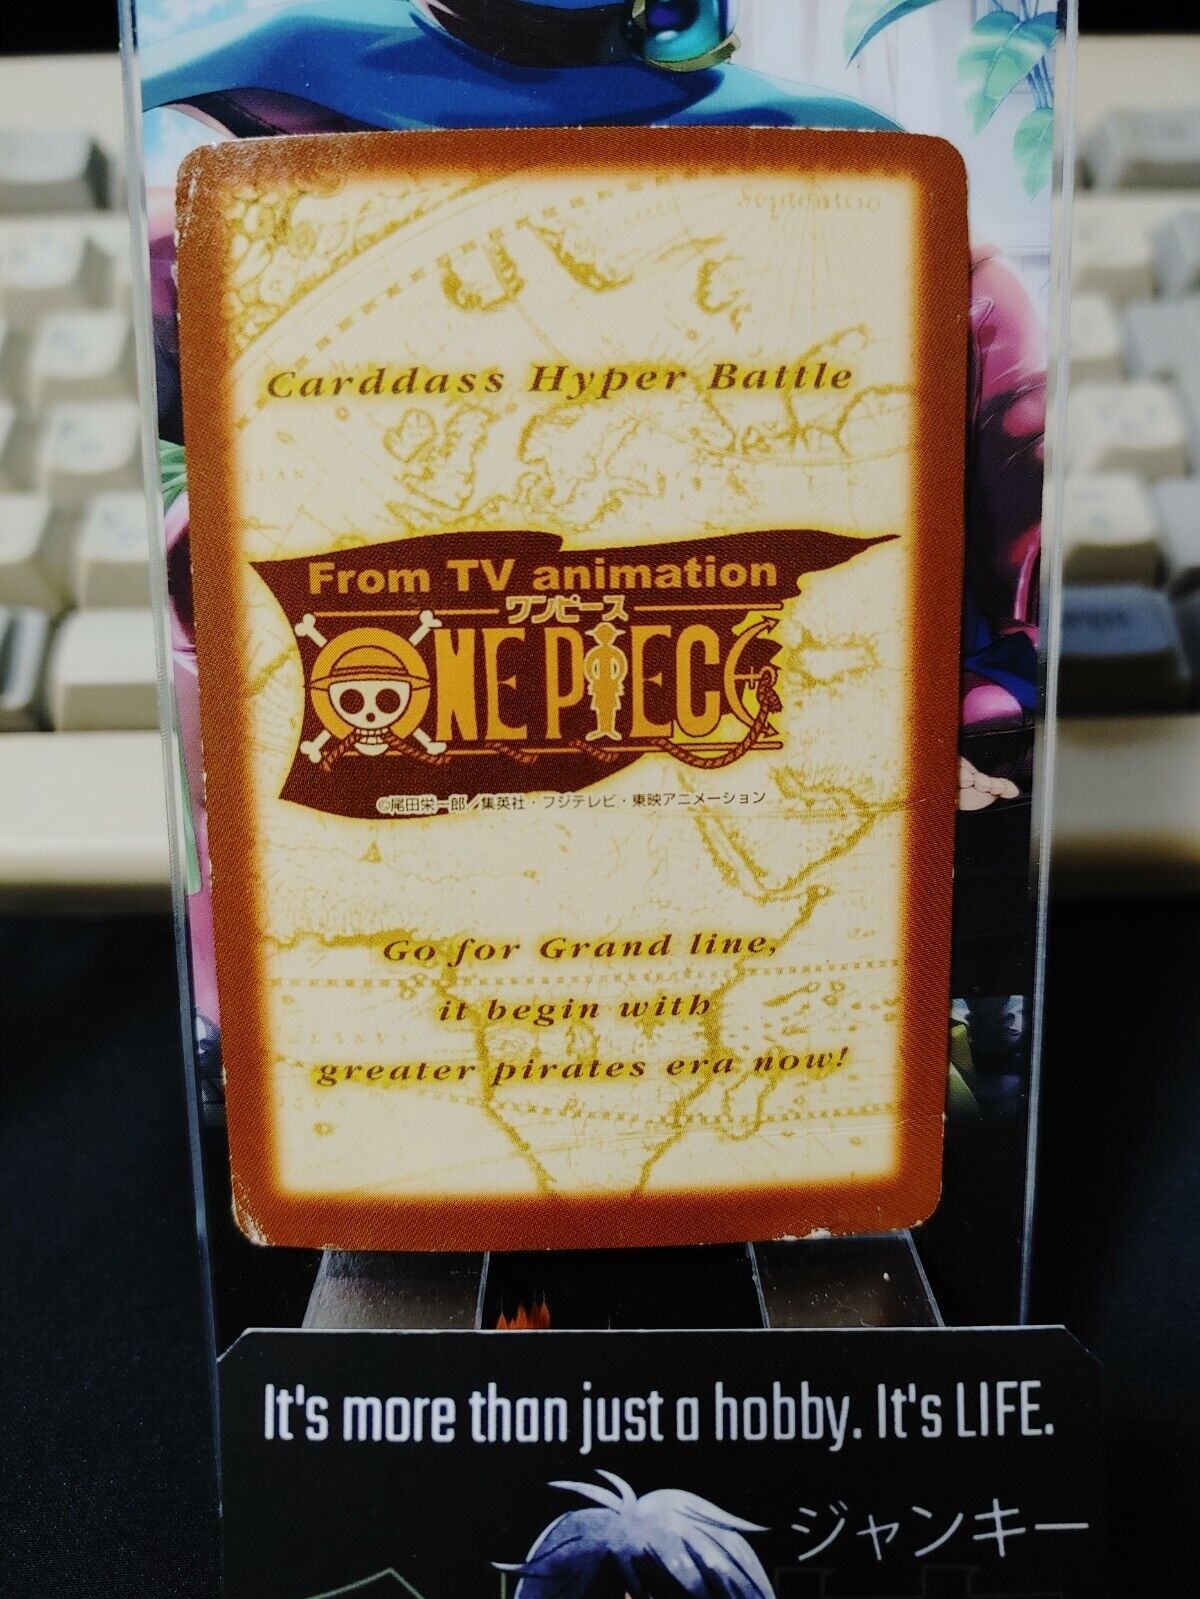 Septentrio
Carddass Hyper Battle
From TV animation
ワンピース
ONE PIECE
©尾田栄一郎／集英社・フジテレビ・東映アニメーション
Go for Grand line,
it begin with
greater pirates era now!
It's more than just a hobby. It's LIFE.
ジャンキー